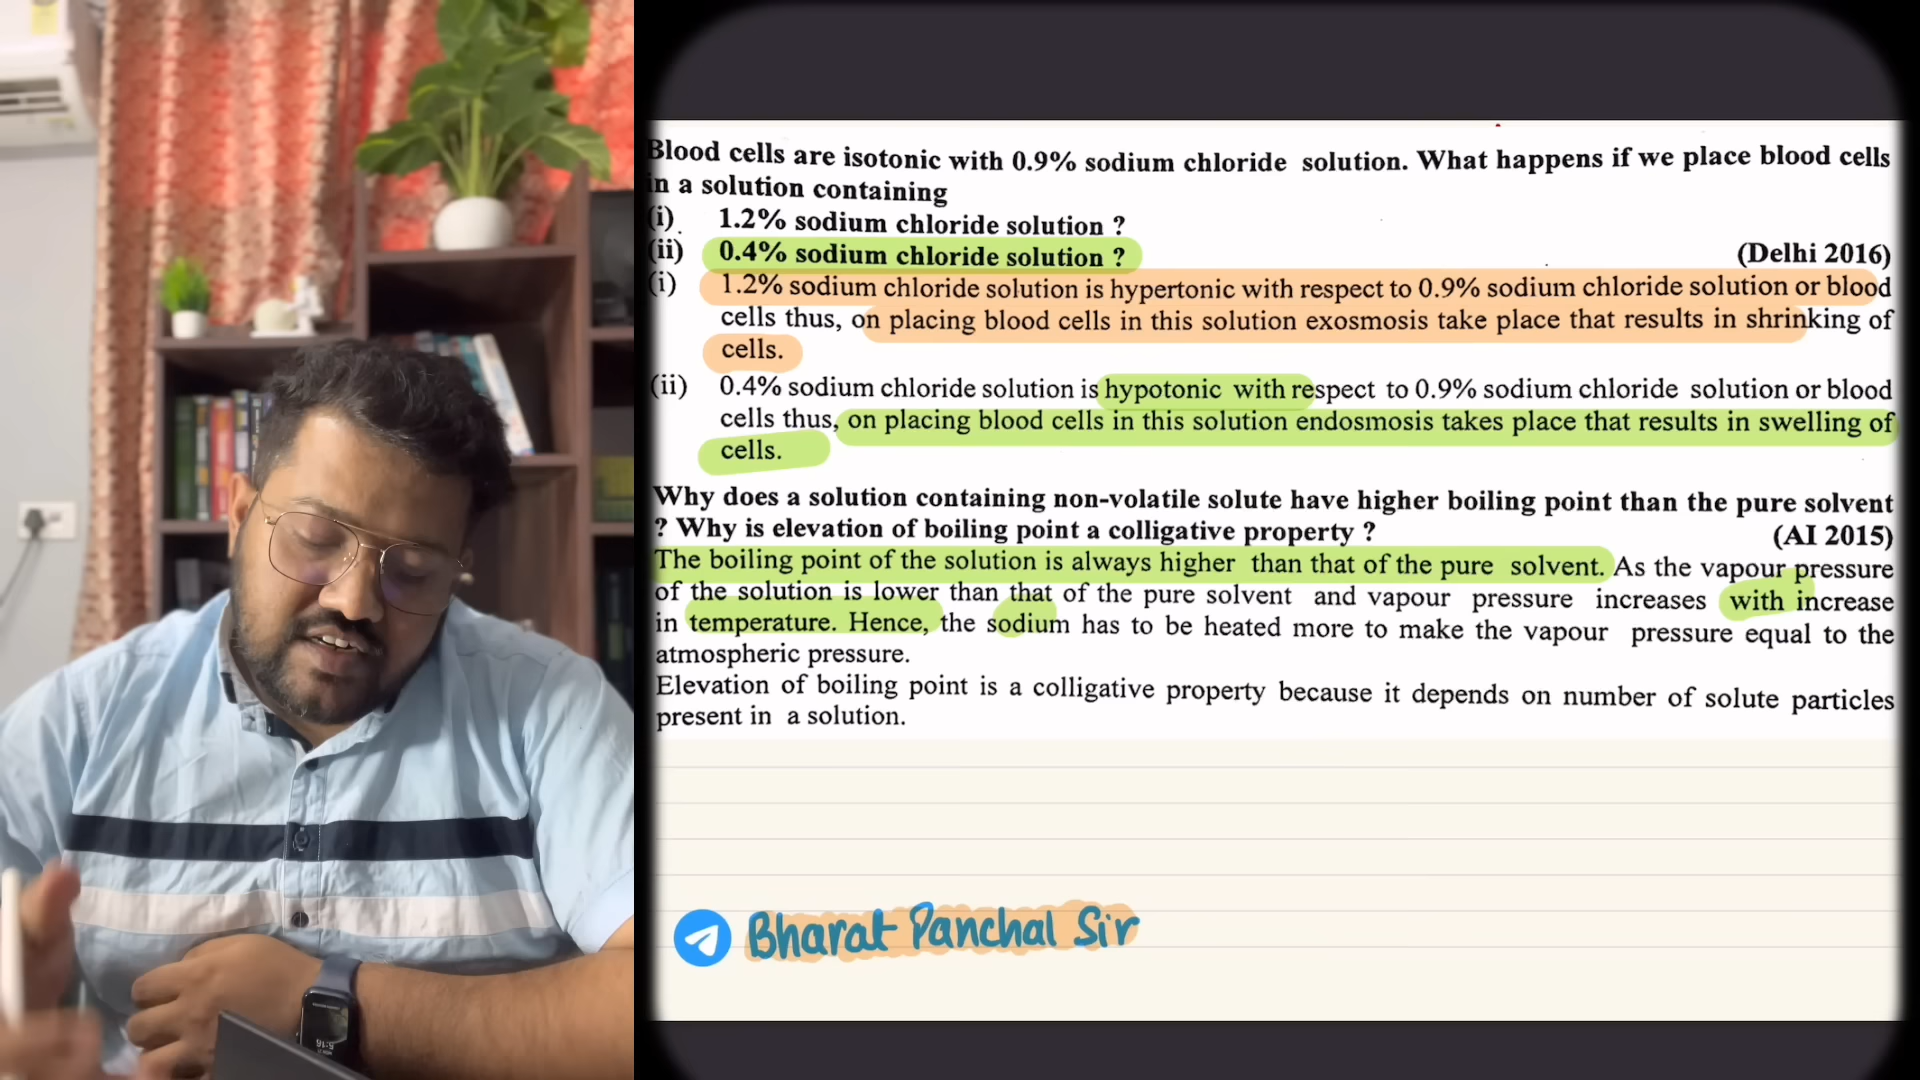 Blood cells are isotonic with 0.9% sodium chloride solution. What happens if we place blood cells
in a solution containing
(i) 1.2% sodium chloride solution ?
(ii) 0.4% sodium chloride solution ?
(Delhi 2016)
(i) 1.2% sodium chloride solution is hypertonic with respect to 0.9% sodium chloride solution or blood
cells thus, on placing blood cells in this solution exosmosis take place that results in shrinking of
cells.
(ii) 0.4% sodium chloride solution is hypotonic with respect to 0.9% sodium chloride solution or blood
cells thus, on placing blood cells in this solution endosmosis takes place that results in swelling of
cells.
Why does a solution containing non-volatile solute have higher boiling point than the pure solvent
? Why is elevation of boiling point a colligative property ?
(AI 2015)
The boiling point of the solution is always higher than that of the pure solvent. As the vapour pressure
of the solution is lower than that of the pure solvent and vapour pressure increases with increase
in temperature. Hence, the sodium has to be heated more to make the vapour pressure equal to the
atmospheric pressure.
Elevation of boiling point is a colligative property because it depends on number of solute particles
present in a solution.
Bharat Panchal Sir